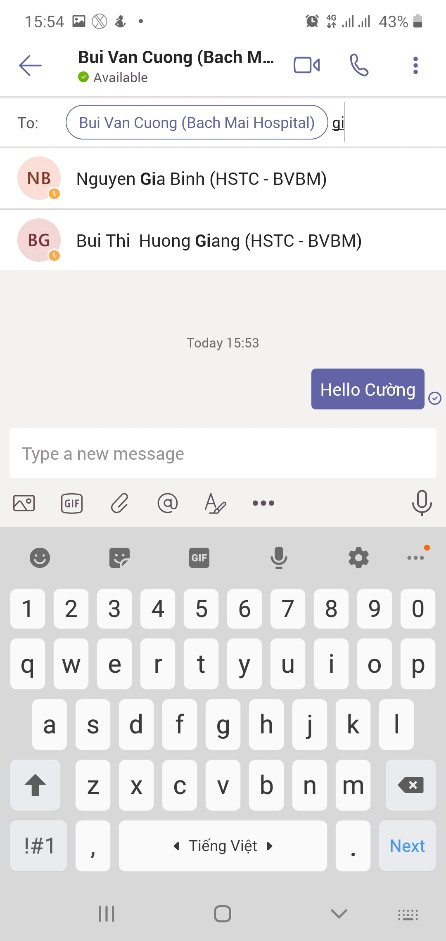 15:54 4G 43%
Bui Van Cuong (Bach M...
Available
To: Bui Van Cuong (Bach Mai Hospital) gi
NB Nguyen Gia Binh (HSTC - BVBM)
BG Bui Thi Huong Giang (HSTC - BVBM)
Today 15:53
Hello Cường
Type a new message
GIF @ A
GIF
1 2 3 4 5 6 7 8 9 0
q w e r t y u i o p
a s d f g h j k l
z x c v b n m
!#1 , Tiếng Việt . Next